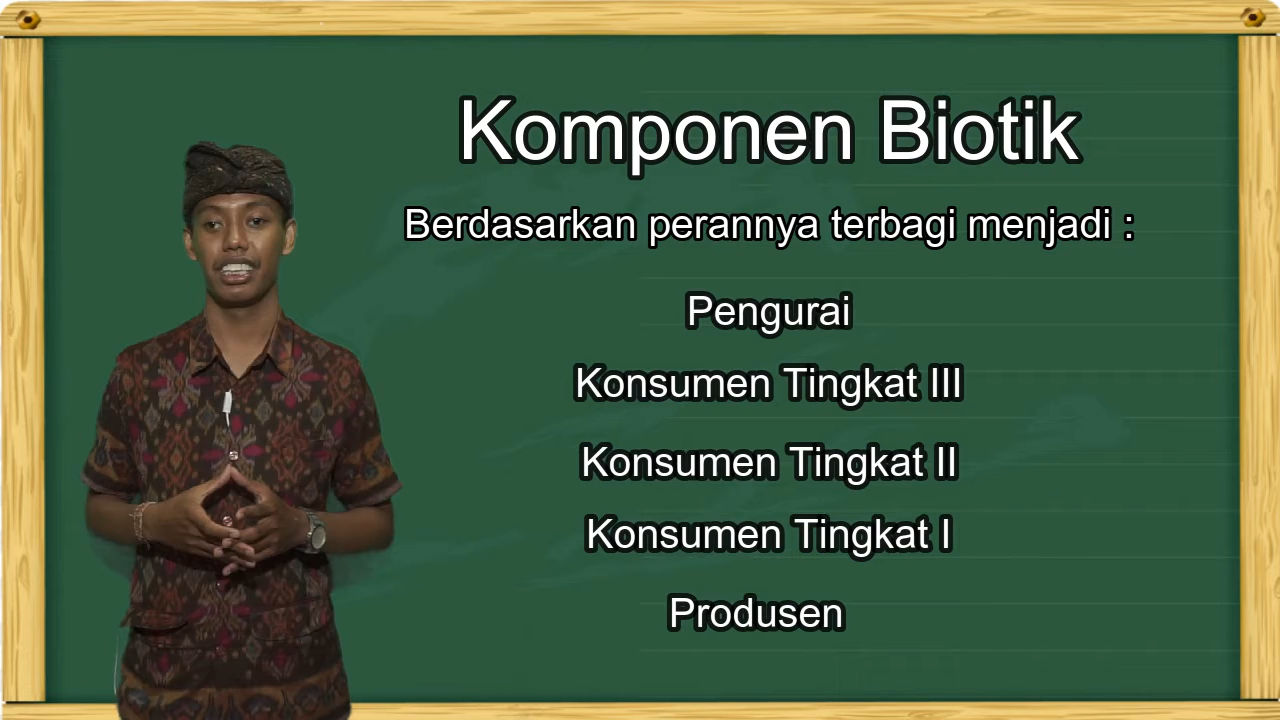 Komponen Biotik
Berdasarkan perannya terbagi menjadi :
Pengurai
Konsumen Tingkat III
Konsumen Tingkat II
Konsumen Tingkat I
Produsen